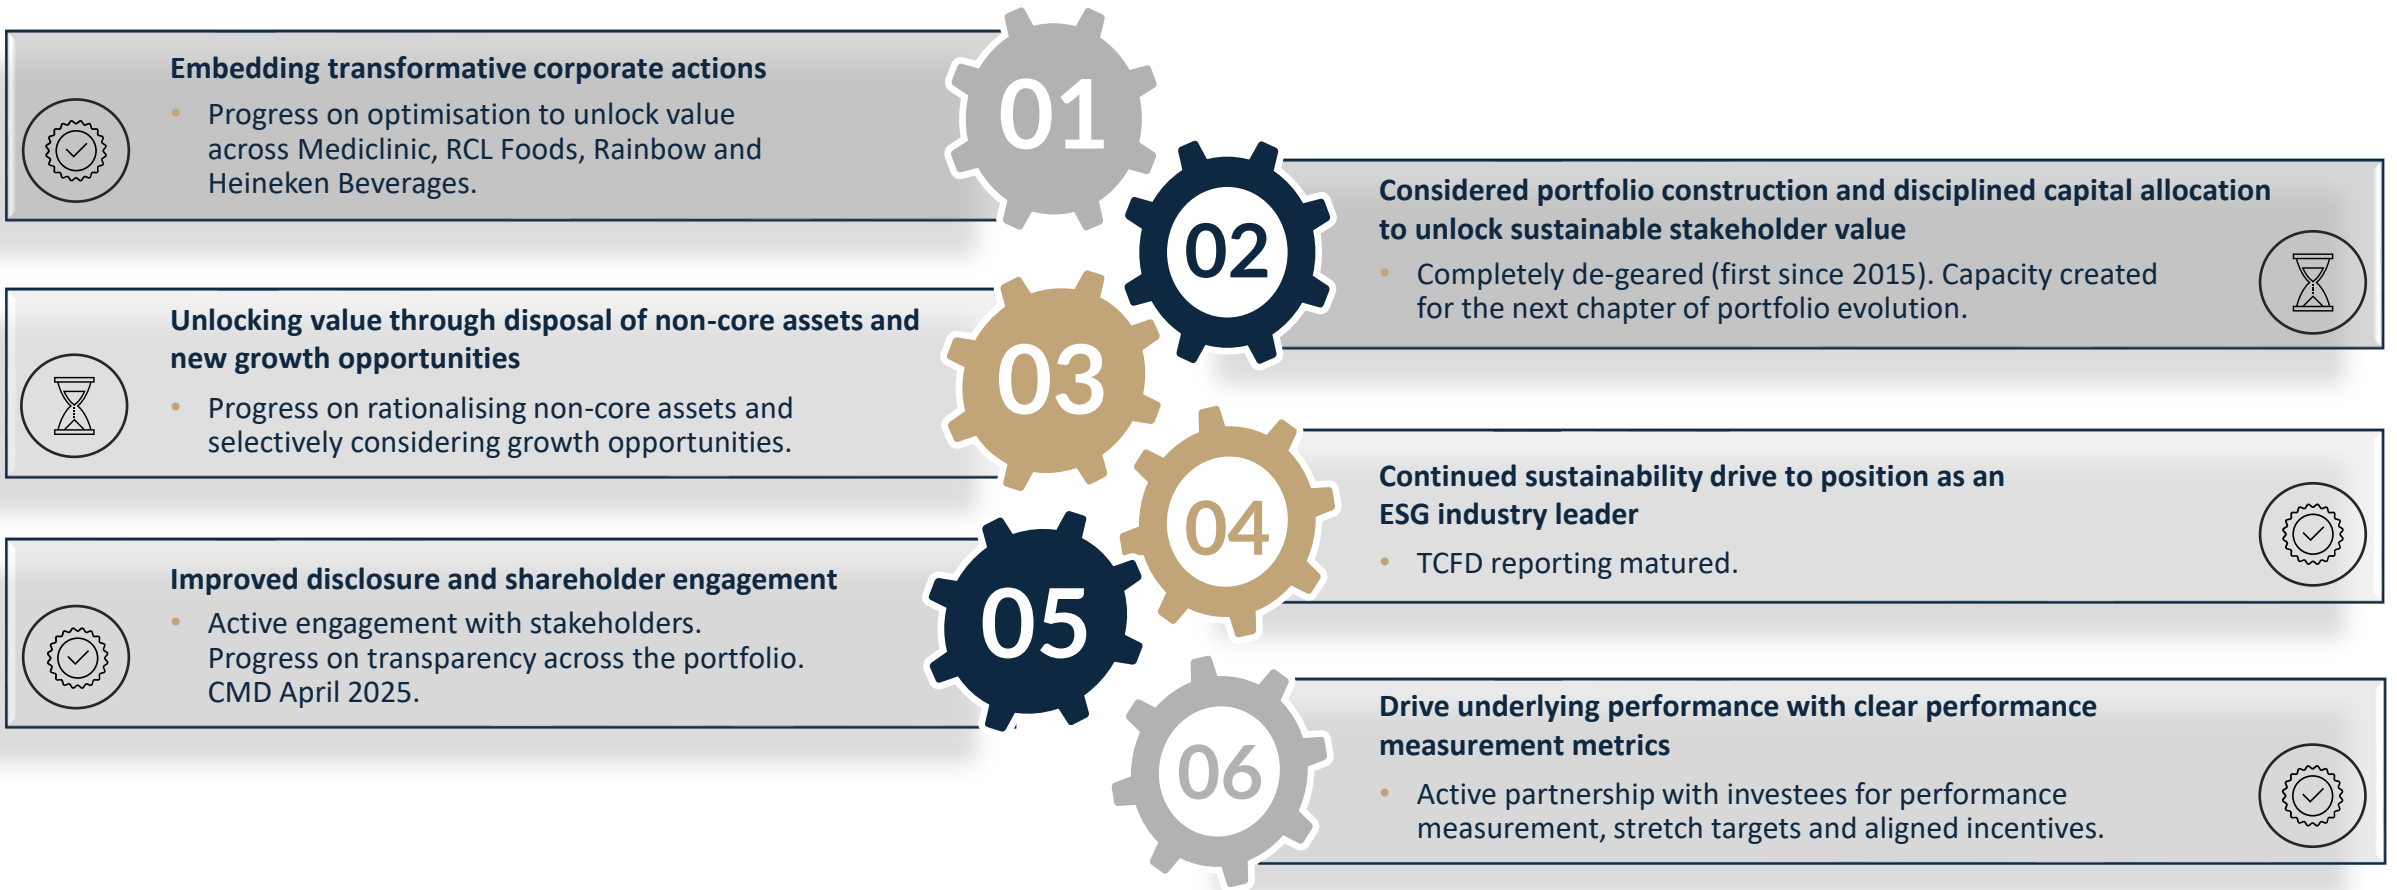 01
Embedding transformative corporate actions
• Progress on optimisation to unlock value
across Mediclinic, RCL Foods, Rainbow and
Heineken Beverages.
02
Considered portfolio construction and disciplined capital allocation
to unlock sustainable stakeholder value
• Completely de-geared (first since 2015). Capacity created
for the next chapter of portfolio evolution.
03
Unlocking value through disposal of non-core assets and
new growth opportunities
• Progress on rationalising non-core assets and
selectively considering growth opportunities.
04
Continued sustainability drive to position as an
ESG industry leader
• TCFD reporting matured.
05
Improved disclosure and shareholder engagement
• Active engagement with stakeholders.
Progress on transparency across the portfolio.
CMD April 2025.
06
Drive underlying performance with clear performance
measurement metrics
• Active partnership with investees for performance
measurement, stretch targets and aligned incentives.